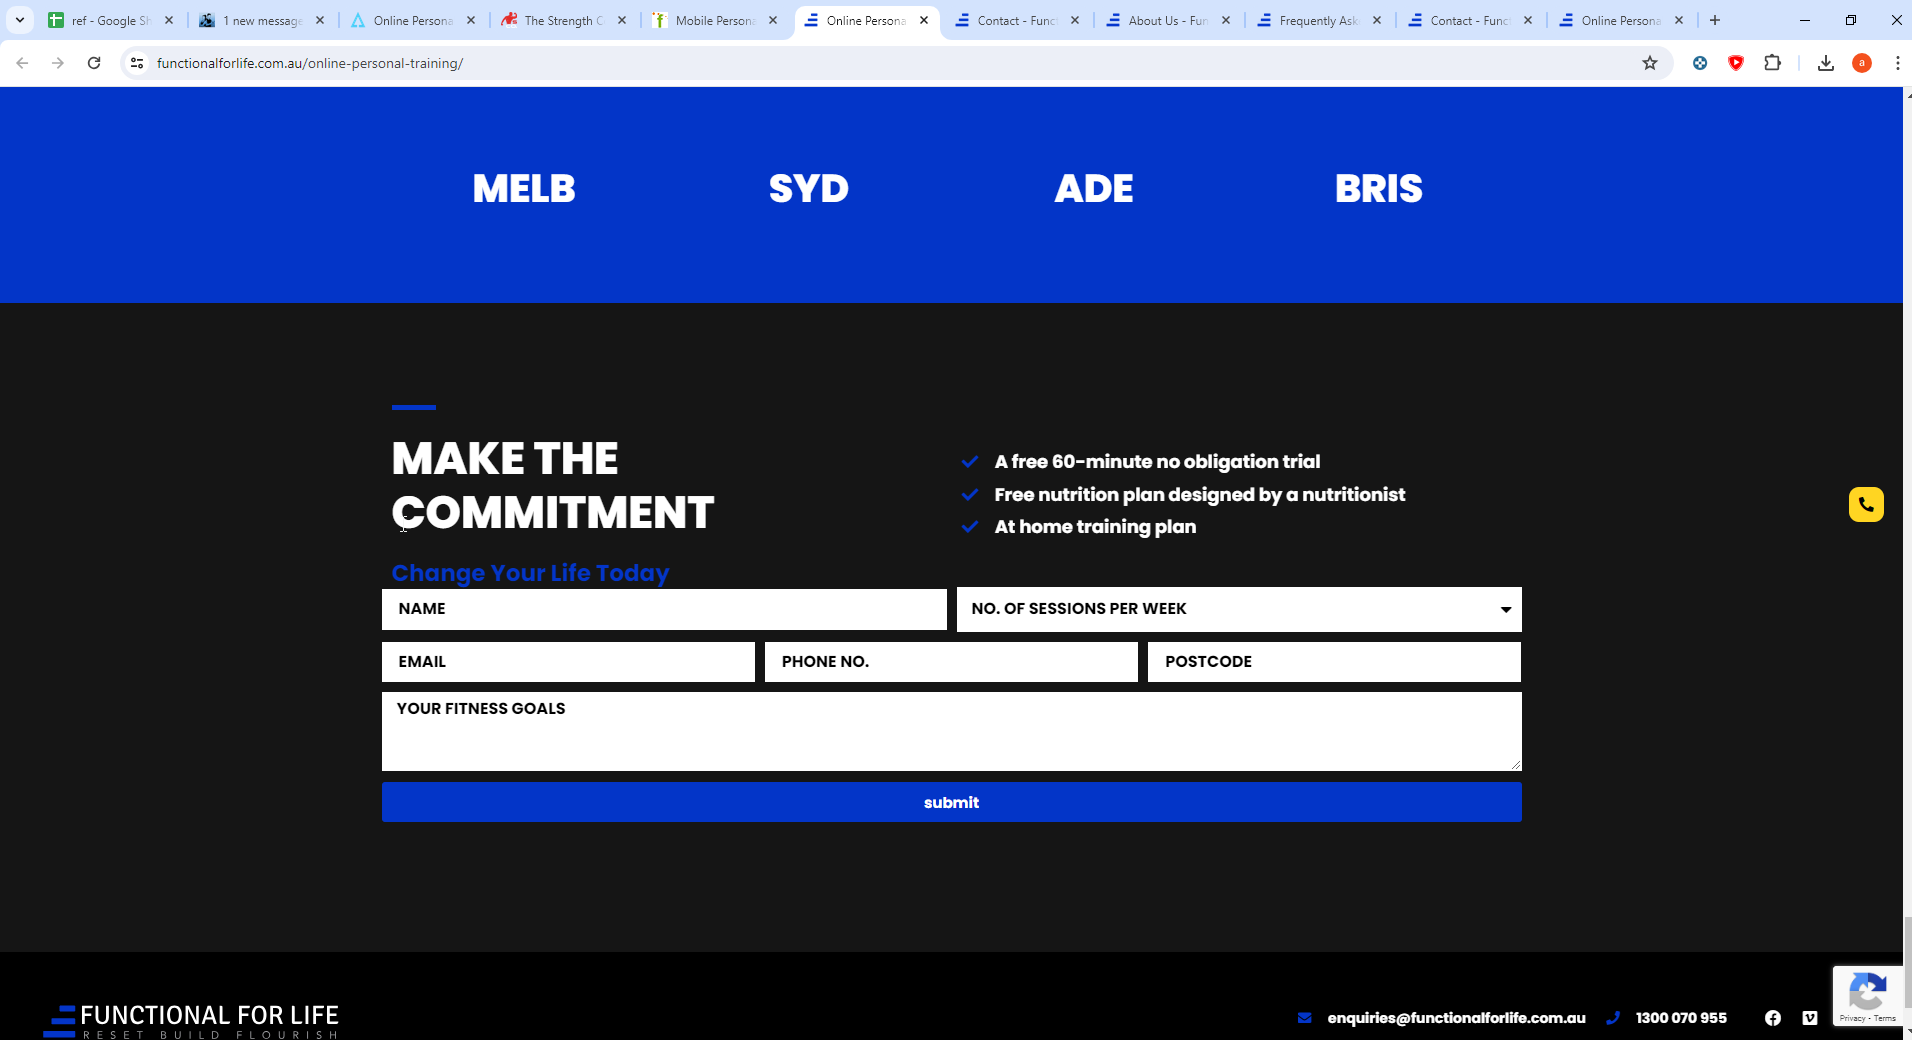 ref - Google Sh
1 new message
Online Persona
The Strength C
Mobile Persona
Online Persona
Contact - Func
About Us - Fun
Frequently Ask
Contact - Func
Online Persona
functionalforlife.com.au/online-personal-training/
a
MELB SYD ADE BRIS
MAKE THE
COMMITMENT
Change Your Life Today
A free 60-minute no obligation trial
Free nutrition plan designed by a nutritionist
At home training plan
NAME
NO. OF SESSIONS PER WEEK
EMAIL
PHONE NO.
POSTCODE
YOUR FITNESS GOALS
submit
FUNCTIONAL FOR LIFE
RESET BUILD FLOURISH
enquiries@functionalforlife.com.au
1300 070 955
Privacy - Terms